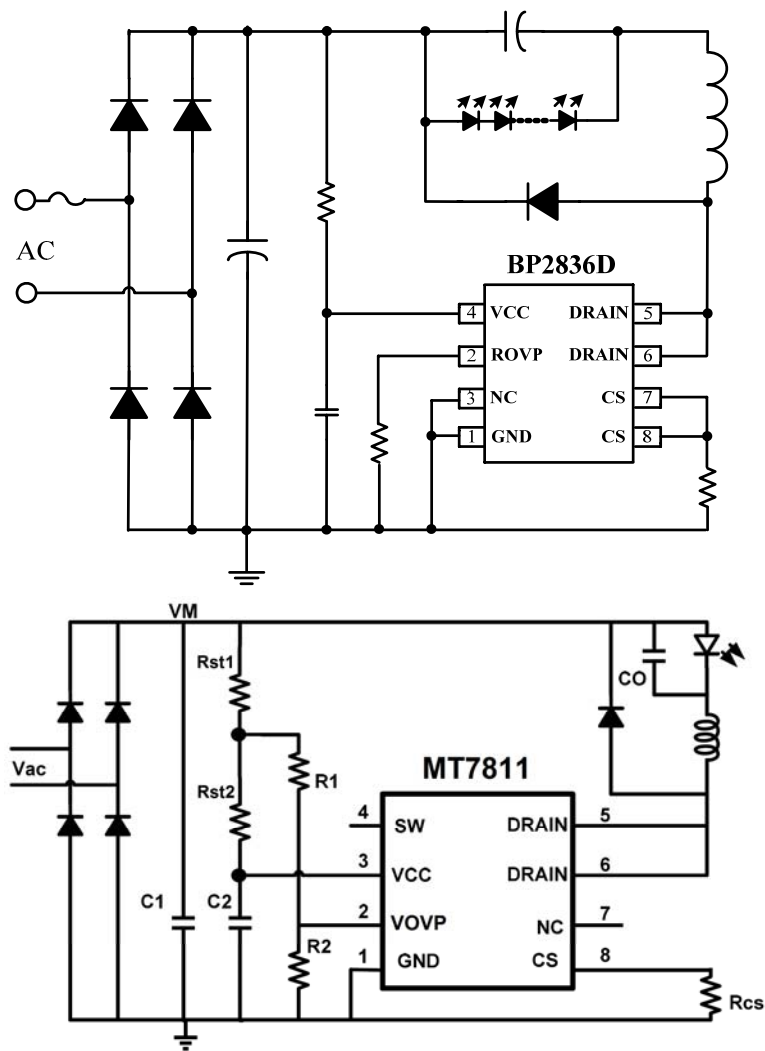 AC
BP2836D
4 VCC DRAIN 5
2 ROVP DRAIN 6
3 NC CS 7
1 GND CS 8
VM
Rst1
CO
Vac
R1
MT7811
Rst2
4 SW DRAIN 5
3 VCC DRAIN 6
C1 C2 2 VOVP NC 7
R2 1 GND CS 8
Rcs